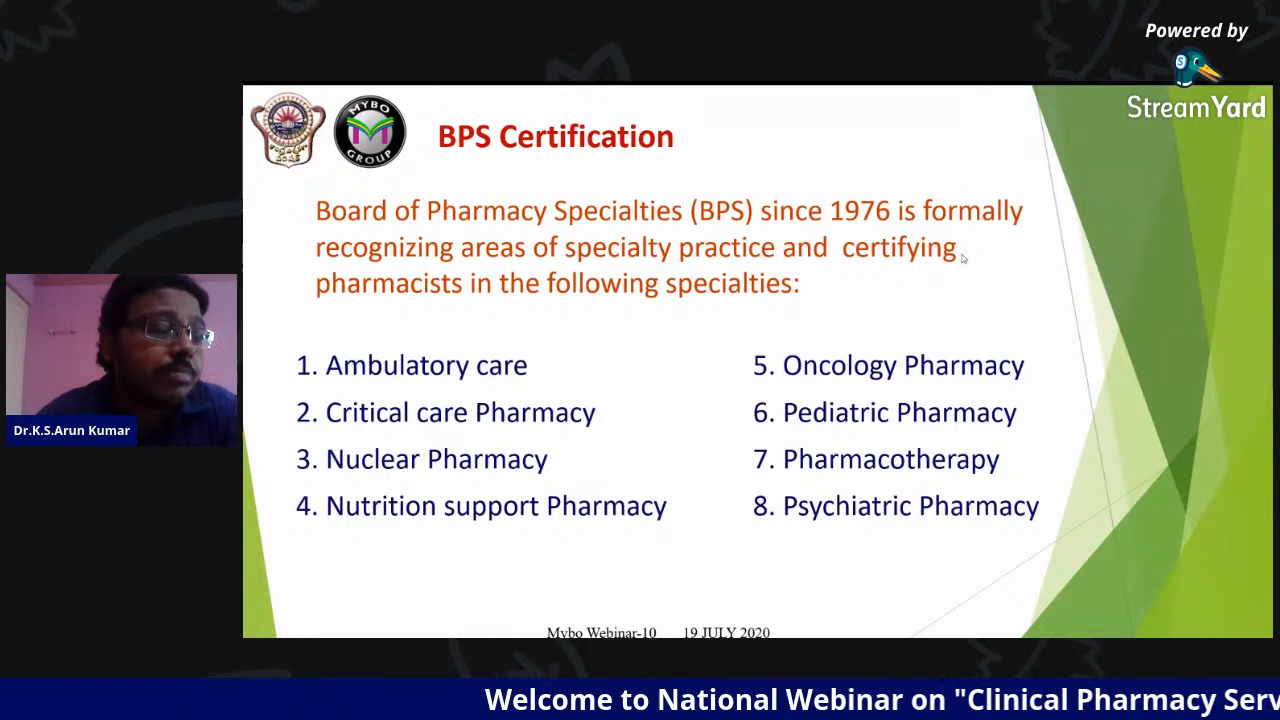 Powered by
StreamYard
MYBO
GROUP
BPS Certification
Board of Pharmacy Specialties (BPS) since 1976 is formally
recognizing areas of specialty practice and certifying
pharmacists in the following specialties:
1. Ambulatory care
2. Critical care Pharmacy
3. Nuclear Pharmacy
4. Nutrition support Pharmacy
5. Oncology Pharmacy
6. Pediatric Pharmacy
7. Pharmacotherapy
8. Psychiatric Pharmacy
Dr.K.S.Arun Kumar
Mybo Webinar-10 19 JULY 2020
Welcome to National Webinar on "Clinical Pharmacy Serv